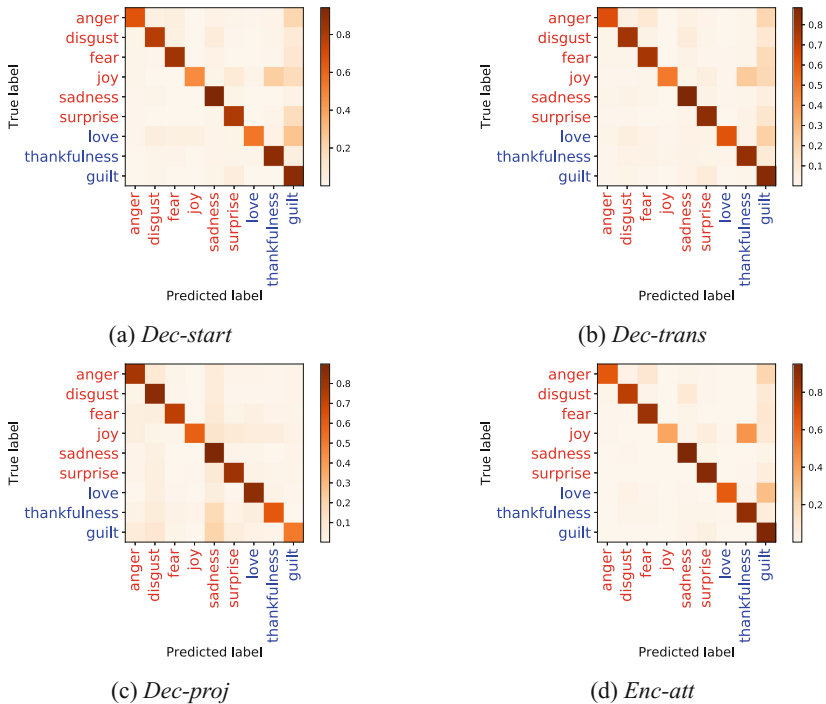 anger
disgust
fear
joy
sadness
surprise
love
thankfulness
guilt
True label
anger
disgust
fear
joy
sadness
surprise
love
thankfulness
guilt
Predicted label
0.8
0.6
0.4
0.2
(a) Dec-start
anger
disgust
fear
joy
sadness
surprise
love
thankfulness
guilt
True label
anger
disgust
fear
joy
sadness
surprise
love
thankfulness
guilt
Predicted label
0.8
0.7
0.6
0.5
0.4
0.3
0.2
0.1
(b) Dec-trans
anger
disgust
fear
joy
sadness
surprise
love
thankfulness
guilt
True label
anger
disgust
fear
joy
sadness
surprise
love
thankfulness
guilt
Predicted label
0.8
0.7
0.6
0.5
0.4
0.3
0.2
0.1
(c) Dec-proj
anger
disgust
fear
joy
sadness
surprise
love
thankfulness
guilt
True label
anger
disgust
fear
joy
sadness
surprise
love
thankfulness
guilt
Predicted label
0.8
0.6
0.4
0.2
(d) Enc-att